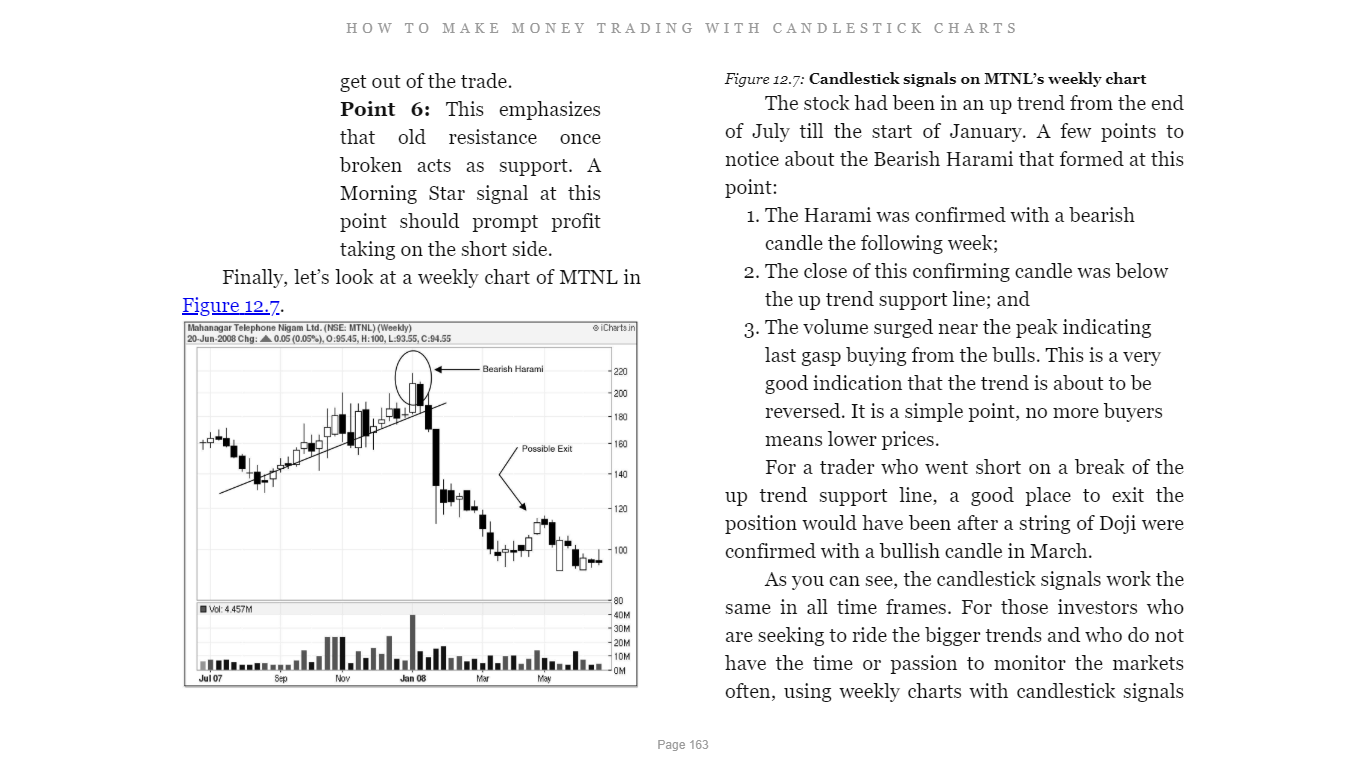 HOW TO MAKE MONEY TRADING WITH CANDLESTICK CHARTS
get out of the trade.
Point 6: This emphasizes
that old resistance once
broken acts as support. A
Morning Star signal at this
point should prompt profit
taking on the short side.
Finally, let’s look at a weekly chart of MTNL in
Figure 12.7.
Mahanagar Telephone Nigam Ltd. (NSE: MTNL) (Weekly)
© iCharts.in
20-Jun-2008 Chg: 0.05 (0.05%), O:95.45, H:100, L:93.55, C:94.55
Bearish Harami
220
200
180
160
Possible Exit
140
120
100
80
Vol: 4.457M
40M
30M
20M
10M
0M
Jul 07 Sep Nov Jan 08 Mar May
Figure 12.7: Candlestick signals on MTNL’s weekly chart
The stock had been in an up trend from the end
of July till the start of January. A few points to
notice about the Bearish Harami that formed at this
point:
1. The Harami was confirmed with a bearish
candle the following week;
2. The close of this confirming candle was below
the up trend support line; and
3. The volume surged near the peak indicating
last gasp buying from the bulls. This is a very
good indication that the trend is about to be
reversed. It is a simple point, no more buyers
means lower prices.
For a trader who went short on a break of the
up trend support line, a good place to exit the
position would have been after a string of Doji were
confirmed with a bullish candle in March.
As you can see, the candlestick signals work the
same in all time frames. For those investors who
are seeking to ride the bigger trends and who do not
have the time or passion to monitor the markets
often, using weekly charts with candlestick signals
Page 163